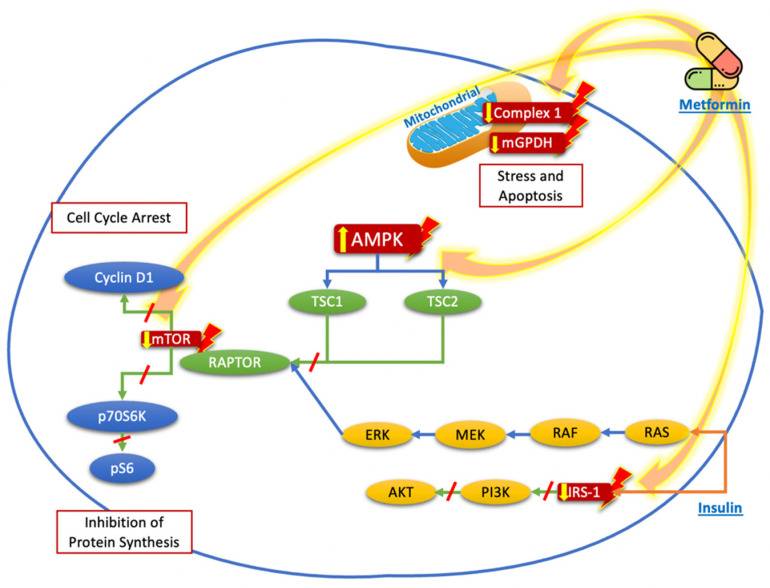 Mitochondrial
Complex 1
mGPDH
Metformin
Stress and
Apoptosis
Cell Cycle Arrest
AMPK
Cyclin D1
TSC1
TSC2
mTOR
RAPTOR
p70S6K
ERK
MEK
RAF
RAS
pS6
AKT
PI3K
IRS-1
Insulin
Inhibition of
Protein Synthesis